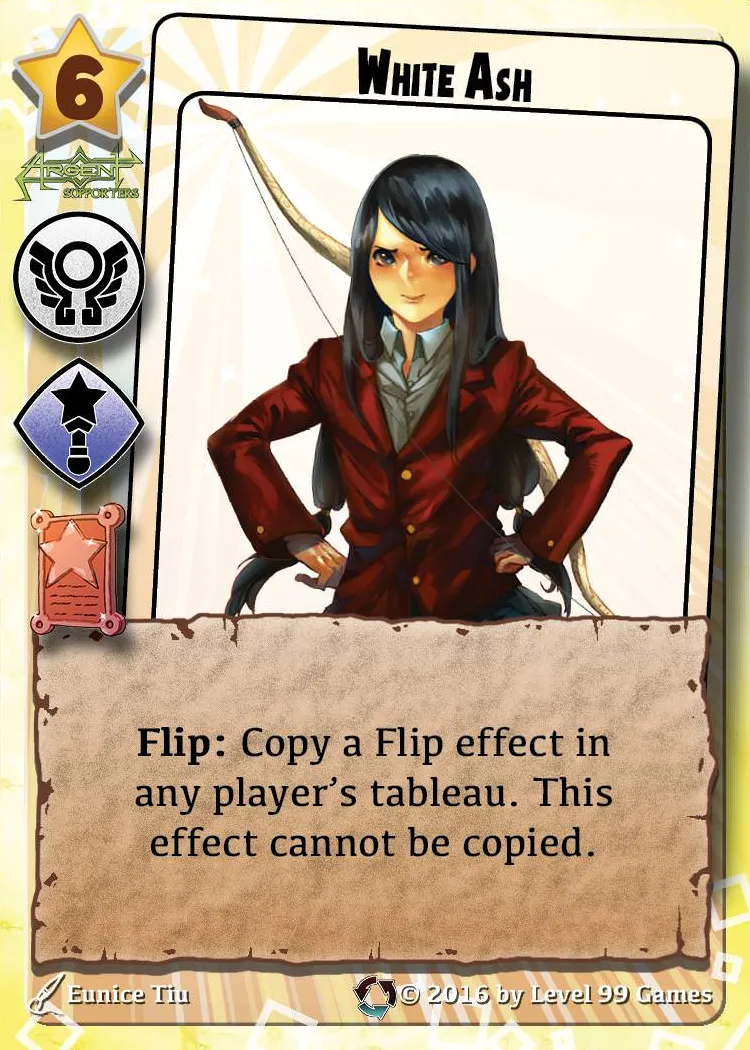 6
WHITE ASH
ARGENT
SUPPORTERS
Flip: Copy a Flip effect in
any player’s tableau. This
effect cannot be copied.
Eunice Tiu
© 2016 by Level 99 Games